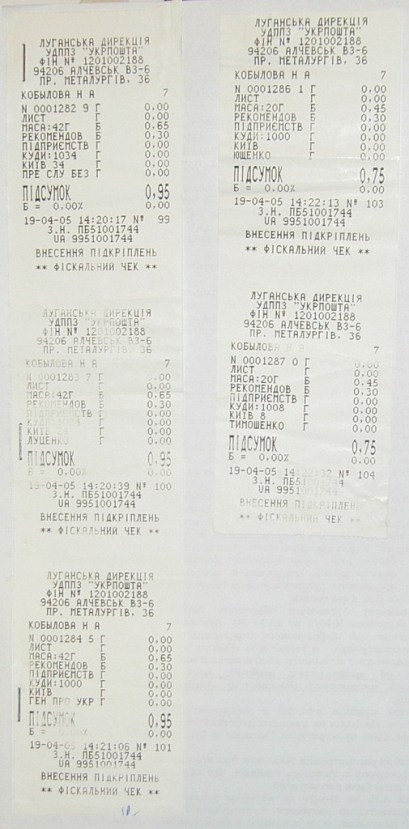 ЛУГАНСЬКА ДИРЕКЦІЯ
УДППЗ "УКРПОШТА"
ФІН № 1201002188
94206 АЛЧЕВСЬК ВЗ-6
ПР. МЕТАЛУРГІВ, 36
КОБЫЛОВА Н А 7
N 0001282 9 Г 0,00
ЛИСТ Г 0,00
МАСА:42Г Б 0,65
РЕКОМЕНДОВ Б 0,30
ПІДПРИЄМСТВ Г 0,00
КУДИ:1034 Г 0,00
КИЇВ 34 Г 0,00
ПРЕ СЛУ БЕЗ Г 0,00
ПІДСУМОК 0,95
Б = 0.00% 0.00
19-04-05 14:20:17 № 99
З.Н. ПБ51001744
UA 9951001744
ВНЕСЕННЯ ПІДКРІПЛЕНЬ
** ФІСКАЛЬНИЙ ЧЕК **
ЛУГАНСЬКА ДИРЕКЦІЯ
УДППЗ "УКРПОШТА"
ФІН № 1201002188
94206 АЛЧЕВСЬК ВЗ-6
ПР. МЕТАЛУРГІВ, 36
КОБЫЛОВА Н А 7
N 0001283 7 Г 0,00
ЛИСТ Г 0,00
МАСА:42Г Б 0,65
РЕКОМЕНДОВ Б 0,30
ПІДПРИЄМСТВ Г 0,00
Г 0,00
Г 0,00
ЛУЦЕНКО Г 0,00
ПІДСУМОК 0,95
Б = 0.00% 0.00
19-04-05 14:20:39 № 100
З.Н. ПБ51001744
UA 9951001744
ВНЕСЕННЯ ПІДКРІПЛЕНЬ
** ФІСКАЛЬНИЙ ЧЕК **
ЛУГАНСЬКА ДИРЕКЦІЯ
УДППЗ "УКРПОШТА"
ФІН № 1201002188
94206 АЛЧЕВСЬК ВЗ-6
ПР. МЕТАЛУРГІВ, 36
КОБЫЛОВА Н А 7
N 0001284 5 Г 0,00
ЛИСТ Г 0,00
МАСА:42Г Б 0,65
РЕКОМЕНДОВ Б 0,30
ПІДПРИЄМСТВ Г 0,00
КУДИ:1000 Г 0,00
КИЇВ Г 0,00
ГЕН ПРО УКР Г 0,00
ПІДСУМОК 0,95
Б = 0.00
19-04-05 14:21:06 № 101
З.Н. ПБ51001744
UA 9951001744
ВНЕСЕННЯ ПІДКРІПЛЕНЬ
** ФІСКАЛЬНИЙ ЧЕК **
ЛУГАНСЬКА ДИРЕКЦІЯ
УДППЗ "УКРПОШТА"
ФІН № 1201002188
94206 АЛЧЕВСЬК ВЗ-6
ПР. МЕТАЛУРГІВ, 36
КОБЫЛОВА Н А 7
N 0001286 1 Г 0,00
ЛИСТ Г 0,00
МАСА:20Г Б 0,45
РЕКОМЕНДОВ Б 0,30
ПІДПРИЄМСТВ Г 0,00
КУДИ:1000 Г 0,00
КИЇВ Г 0,00
ЮЩЕНКО Г 0,00
ПІДСУМОК 0,75
Б = 0.00% 0.00
19-04-05 14:22:13 № 103
З.Н. ПБ51001744
UA 9951001744
ВНЕСЕННЯ ПІДКРІПЛЕНЬ
** ФІСКАЛЬНИЙ ЧЕК **
ЛУГАНСЬКА ДИРЕКЦІЯ
УДППЗ "УКРПОШТА"
ФІН № 1201002188
94206 АЛЧЕВСЬК ВЗ-6
ПР. МЕТАЛУРГІВ, 36
КОБЫЛОВА 7
N 0001287 0 Г 0,00
ЛИСТ Г 0,00
МАСА:20Г Б 0,45
РЕКОМЕНДОВ Б 0,30
ПІДПРИЄМСТВ Г 0,00
КУДИ:1008 Г 0,00
КИЇВ 8 Г 0,00
ТИМОШЕНКО Г 0,00
ПІДСУМОК 0,75
Б = 0.00% 0.00
19-04-05 № 104
З.Н.
UA
ВНЕСЕННЯ ПІДКРІПЛЕНЬ
** ФІСКАЛЬНИЙ ЧЕК **